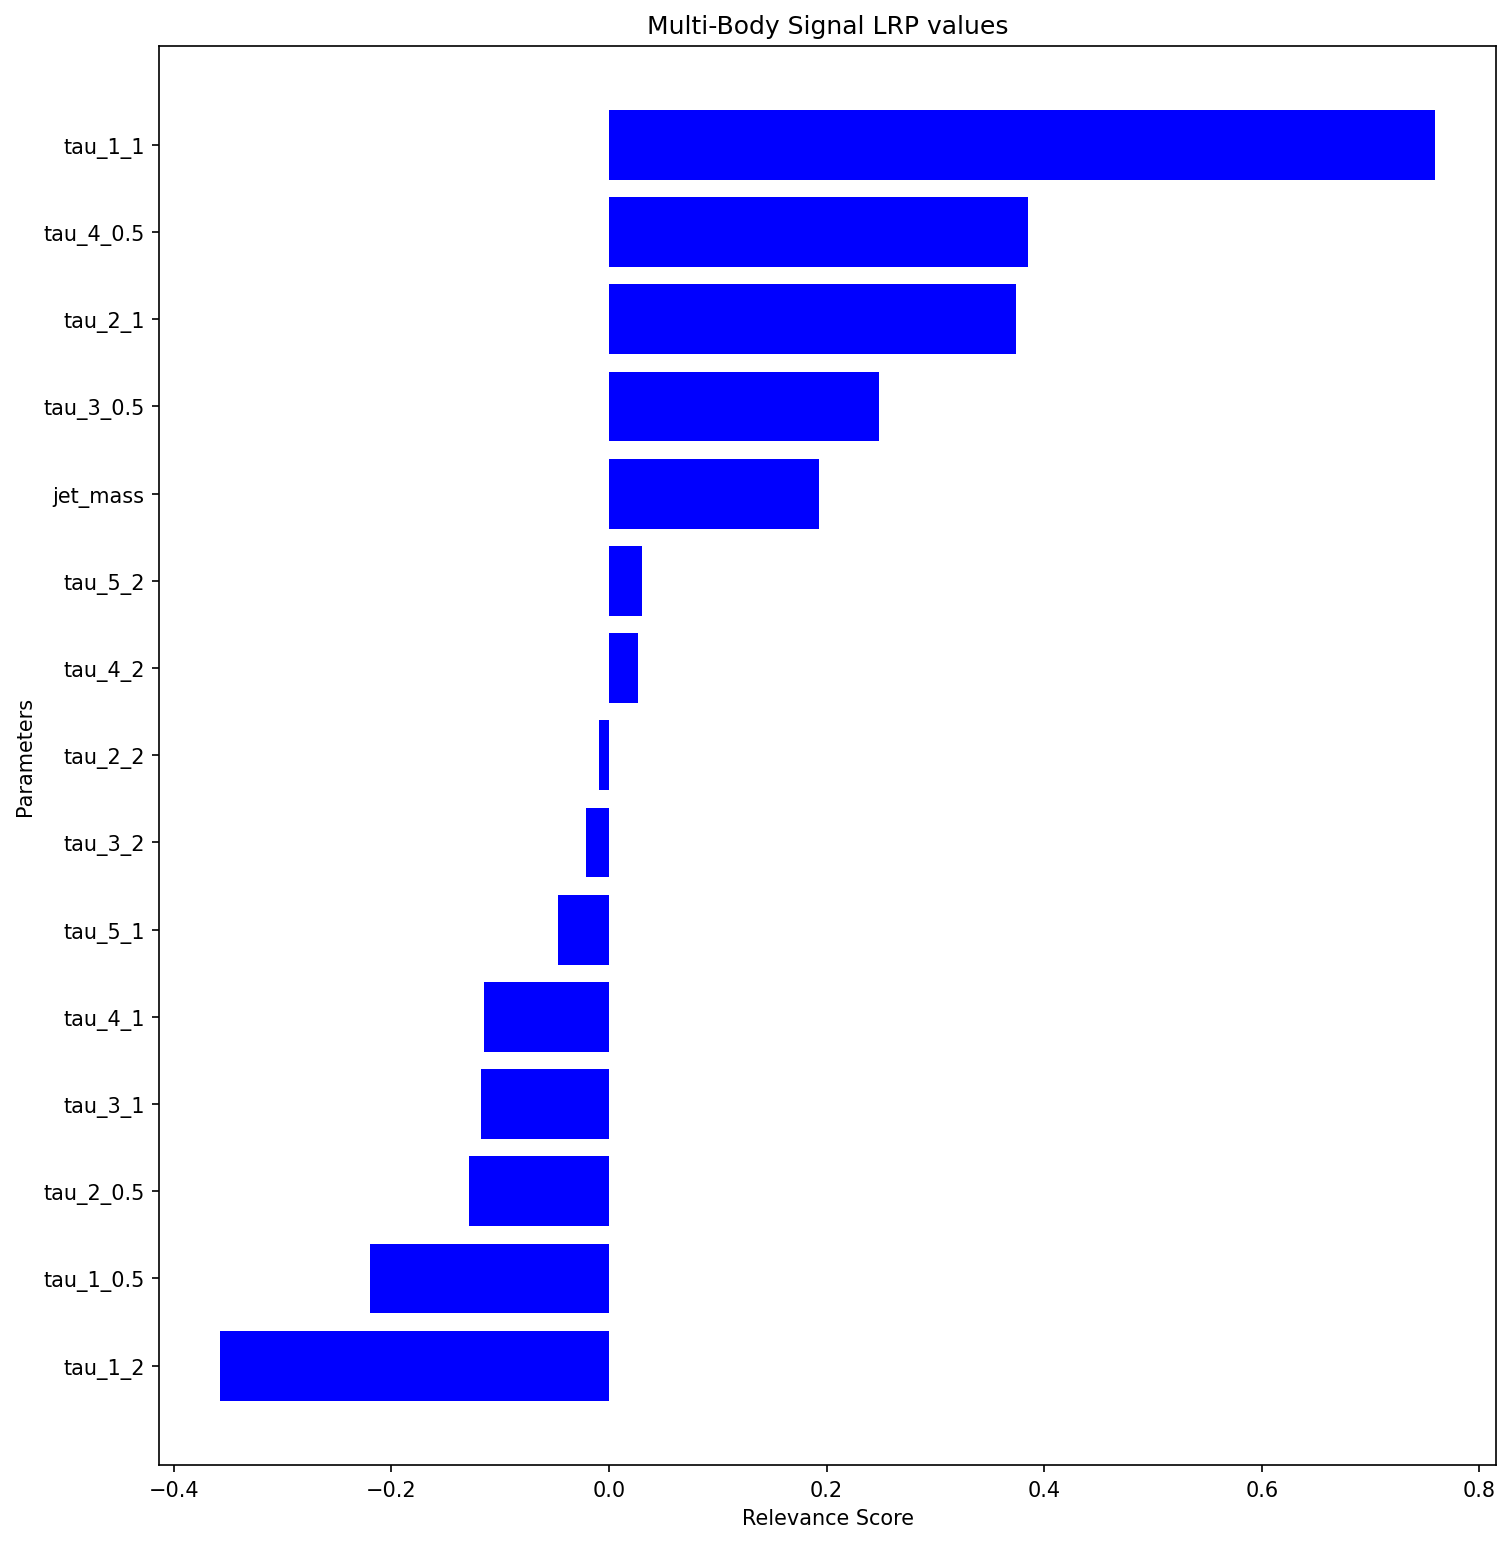 Multi-Body Signal LRP values
tau_1_1
tau_4_0.5
tau_2_1
tau_3_0.5
jet_mass
tau_5_2
tau_4_2
tau_2_2
tau_3_2
tau_5_1
tau_4_1
tau_3_1
tau_2_0.5
tau_1_0.5
tau_1_2
Parameters
−0.4 −0.2 0.0 0.2 0.4 0.6 0.8
Relevance Score